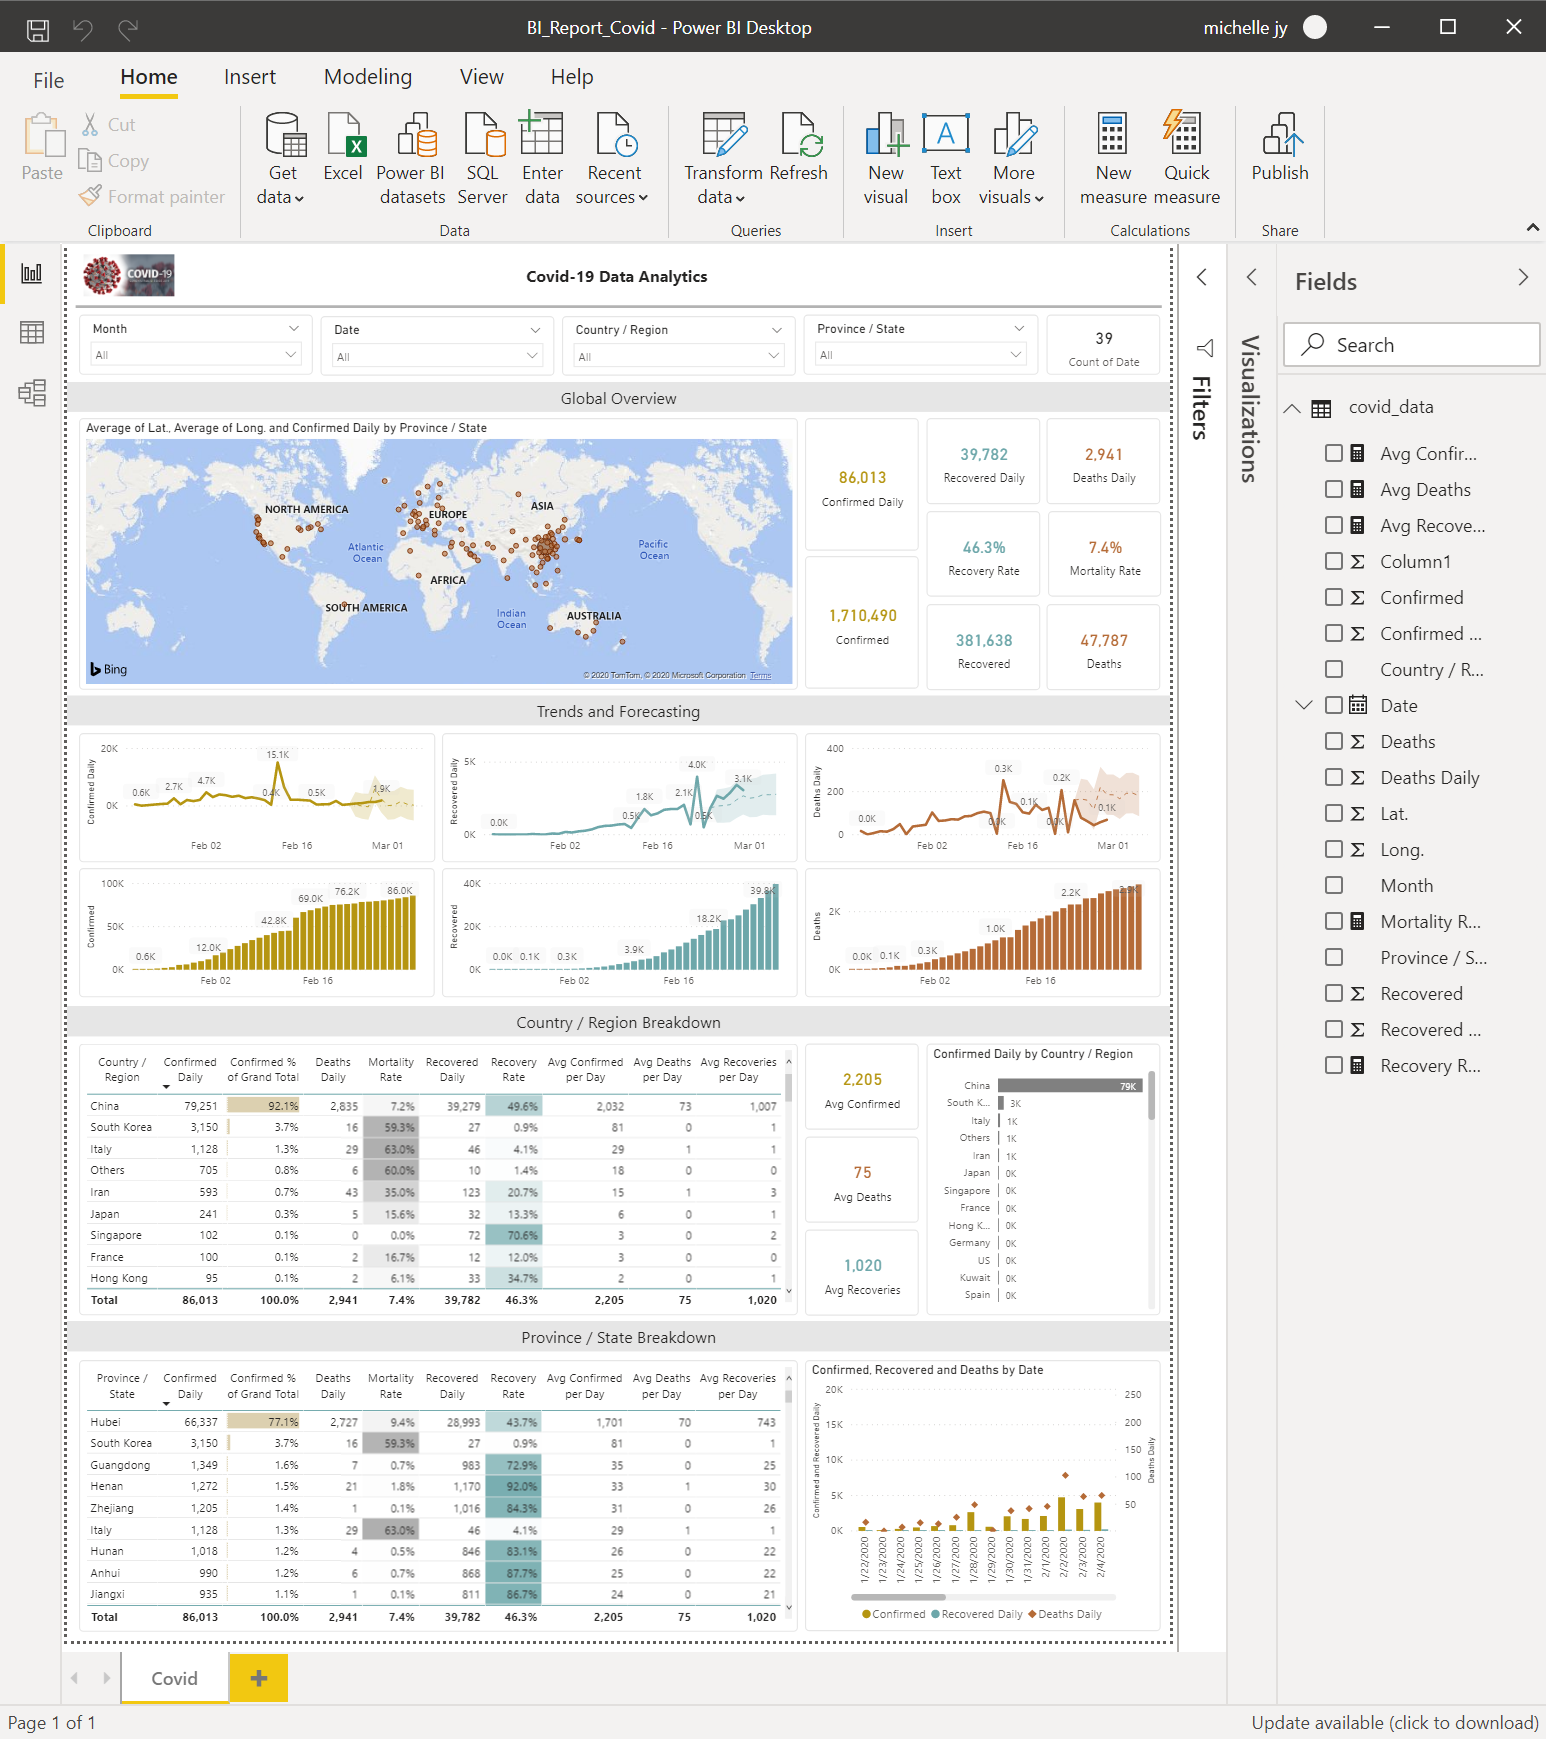 BI_Report_Covid - Power BI Desktop
michelle jy
File
Home
Insert
Modeling
View
Help
Paste
Cut
Copy
Format painter
Clipboard
Get data
Excel
Power BI datasets
SQL Server
Enter data
Recent sources
Data
Transform data
Refresh
Queries
New visual
Text box
More visuals
Insert
New measure
Quick measure
Calculations
Publish
Share
COVID-19
Covid-19 Data Analytics
Month
All
Date
All
Country / Region
All
Province / State
All
39
Count of Date
Global Overview
Average of Lat., Average of Long. and Confirmed Daily by Province / State
NORTH AMERICA
EUROPE
ASIA
Atlantic Ocean
Pacific Ocean
AFRICA
SOUTH AMERICA
Indian Ocean
AUSTRALIA
Bing
© 2020 TomTom, © 2020 Microsoft Corporation Terms
86,013
Confirmed Daily
1,710,490
Confirmed
39,782
Recovered Daily
2,941
Deaths Daily
46.3%
Recovery Rate
7.4%
Mortality Rate
381,638
Recovered
47,787
Deaths
Trends and Forecasting
Confirmed Daily
20K
0K
0.6K
2.7K
4.7K
15.1K
0.4K
0.5K
1.9K
Feb 02
Feb 16
Mar 01
Recovered Daily
5K
0K
0.0K
0.5K
1.8K
2.1K
4.0K
0.5K
3.1K
Feb 02
Feb 16
Mar 01
Deaths Daily
400
200
0
0.0K
0.3K
0.0K
0.1K
0.2K
0.0K
0.1K
Feb 02
Feb 16
Mar 01
Confirmed
100K
50K
0K
0.6K
12.0K
42.8K
69.0K
76.2K
86.0K
Feb 02
Feb 16
Recovered
40K
20K
0K
0.0K
0.1K
0.3K
3.9K
18.2K
39.8K
Feb 02
Feb 16
Deaths
2K
0K
0.0K
0.1K
0.3K
1.0K
2.2K
2.9K
Feb 02
Feb 16
Country / Region Breakdown
Country / Region Confirmed Daily Confirmed % of Grand Total Deaths Daily Mortality Rate Recovered Daily Recovery Rate Avg Confirmed per Day Avg Deaths per Day Avg Recoveries per Day
China 79,251 92.1% 2,835 7.2% 39,279 49.6% 2,032 73 1,007
South Korea 3,150 3.7% 16 59.3% 27 0.9% 81 0 1
Italy 1,128 1.3% 29 63.0% 46 4.1% 29 1 1
Others 705 0.8% 6 60.0% 10 1.4% 18 0 0
Iran 593 0.7% 43 35.0% 123 20.7% 15 1 3
Japan 241 0.3% 5 15.6% 32 13.3% 6 0 1
Singapore 102 0.1% 0 0.0% 72 70.6% 3 0 2
France 100 0.1% 2 16.7% 12 12.0% 3 0 0
Hong Kong 95 0.1% 2 6.1% 33 34.7% 2 0 1
Total 86,013 100.0% 2,941 7.4% 39,782 46.3% 2,205 75 1,020
2,205
Avg Confirmed
75
Avg Deaths
1,020
Avg Recoveries
Confirmed Daily by Country / Region
China 79K
South K... 3K
Italy 1K
Others 1K
Iran 1K
Japan 0K
Singapore 0K
France 0K
Hong K... 0K
Germany 0K
US 0K
Kuwait 0K
Spain 0K
Province / State Breakdown
Province / State Confirmed Daily Confirmed % of Grand Total Deaths Daily Mortality Rate Recovered Daily Recovery Rate Avg Confirmed per Day Avg Deaths per Day Avg Recoveries per Day
Hubei 66,337 77.1% 2,727 9.4% 28,993 43.7% 1,701 70 743
South Korea 3,150 3.7% 16 59.3% 27 0.9% 81 0 1
Guangdong 1,349 1.6% 7 0.7% 983 72.9% 35 0 25
Henan 1,272 1.5% 21 1.8% 1,170 92.0% 33 1 30
Zhejiang 1,205 1.4% 1 0.1% 1,016 84.3% 31 0 26
Italy 1,128 1.3% 29 63.0% 46 4.1% 29 1 1
Hunan 1,018 1.2% 4 0.5% 846 83.1% 26 0 22
Anhui 990 1.2% 6 0.7% 868 87.7% 25 0 22
Jiangxi 935 1.1% 1 0.1% 811 86.7% 24 0 21
Total 86,013 100.0% 2,941 7.4% 39,782 46.3% 2,205 75 1,020
Confirmed, Recovered and Deaths by Date
Confirmed and Recovered Daily
20K
15K
10K
5K
0K
250
200
150
100
50
Deaths Daily
1/22/2020
1/23/2020
1/24/2020
1/25/2020
1/26/2020
1/27/2020
1/28/2020
1/29/2020
1/30/2020
1/31/2020
2/1/2020
2/2/2020
2/3/2020
2/4/2020
Confirmed Recovered Daily Deaths Daily
Filters
Visualizations
Fields
Search
covid_data
Avg Confir...
Avg Deaths
Avg Recove...
Column1
Confirmed
Confirmed ...
Country / R...
Date
Deaths
Deaths Daily
Lat.
Long.
Month
Mortality R...
Province / S...
Recovered
Recovered ...
Recovery R...
Covid
Page 1 of 1
Update available (click to download)